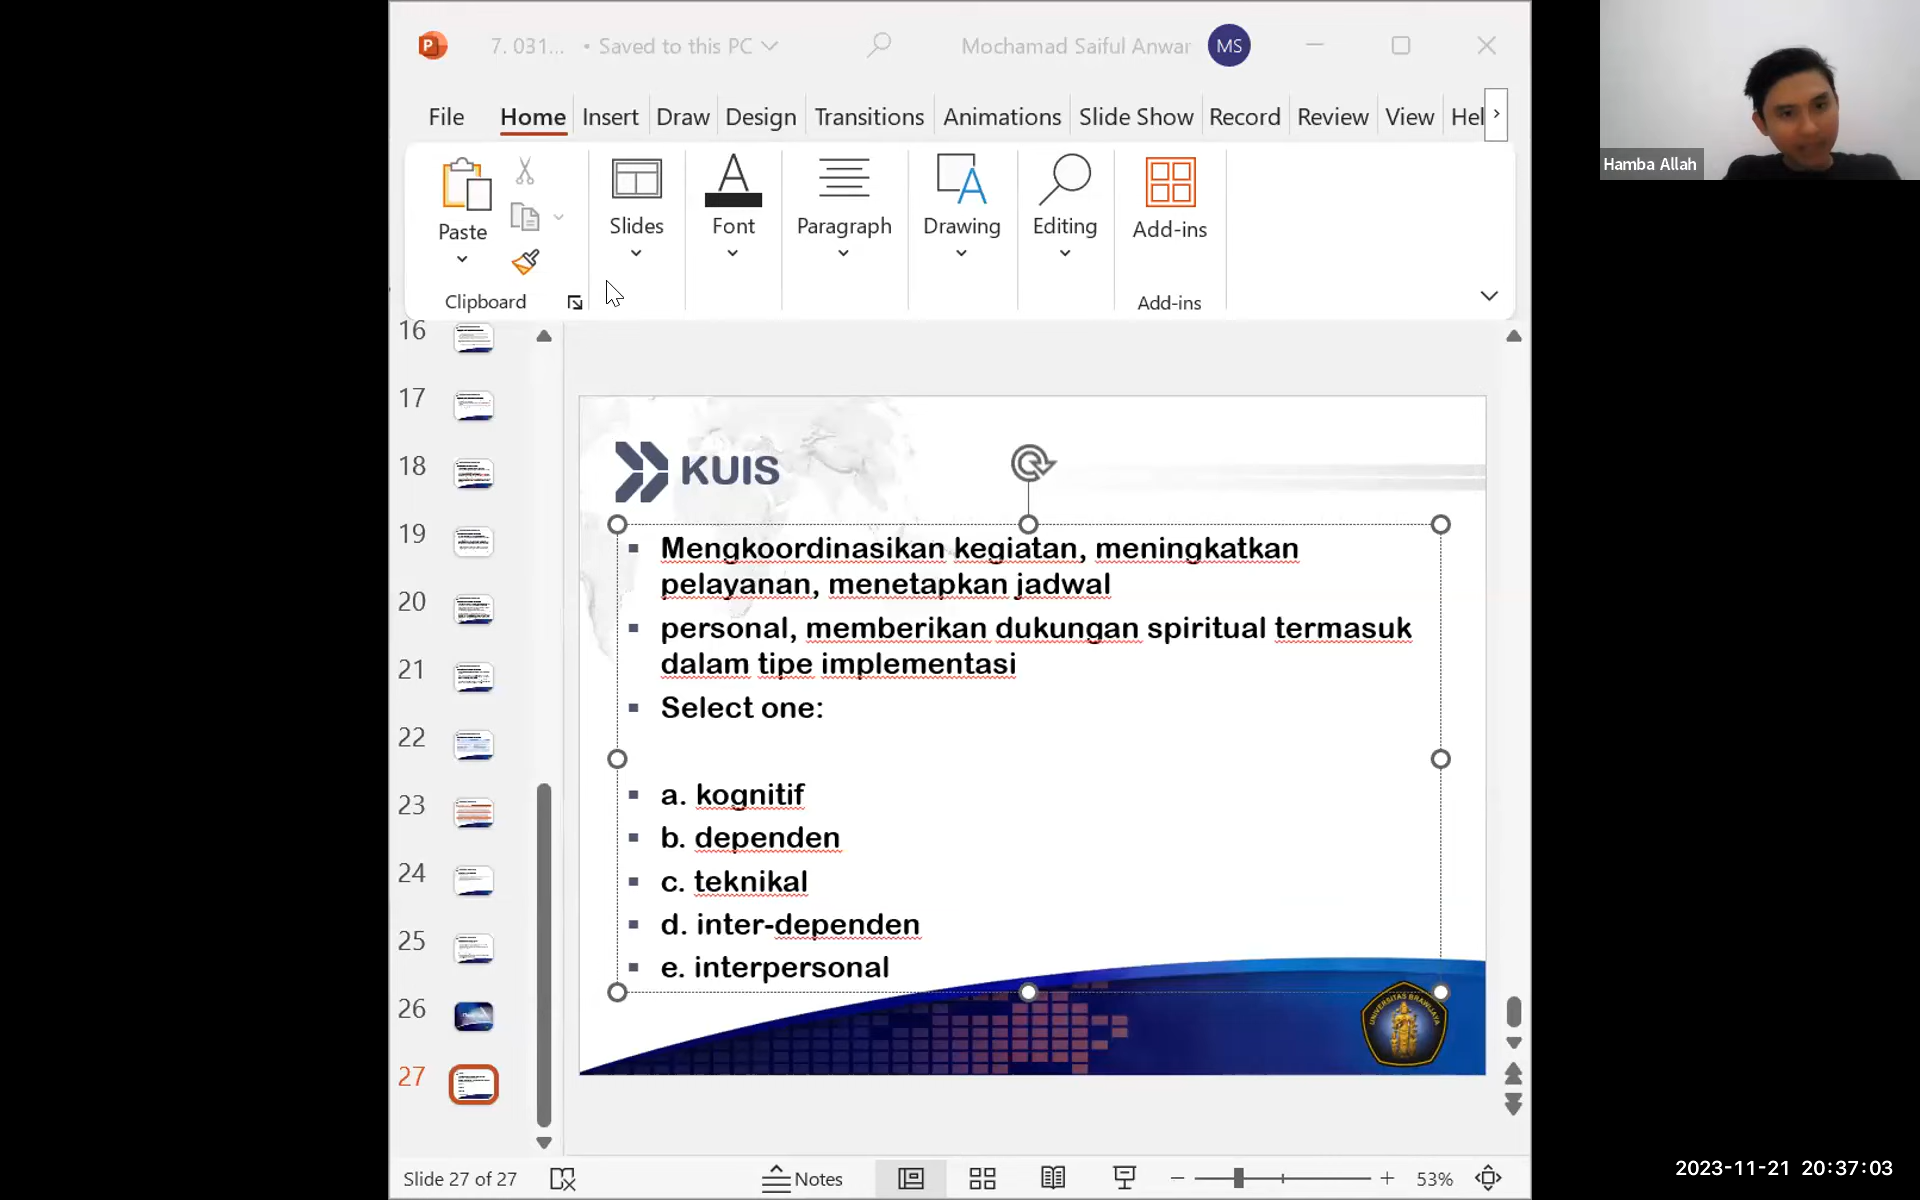 7. 031... • Saved to this PC
Mochamad Saiful Anwar MS
File Home Insert Draw Design Transitions Animations Slide Show Record Review View Hel
Paste
Slides
Font
Paragraph
Drawing
Editing
Add-ins
Clipboard
Add-ins
Hamba Allah
16
17
18
19
20
21
22
23
24
25
26
27
KUIS
Mengkoordinasikan kegiatan, meningkatkan
pelayanan, menetapkan jadwal
personal, memberikan dukungan spiritual termasuk
dalam tipe implementasi
Select one:
a. kognitif
b. dependen
c. teknikal
d. inter-dependen
e. interpersonal
UNIVERSITAS BRAWIJAYA
Slide 27 of 27
Notes
53%
2023-11-21 20:37:03